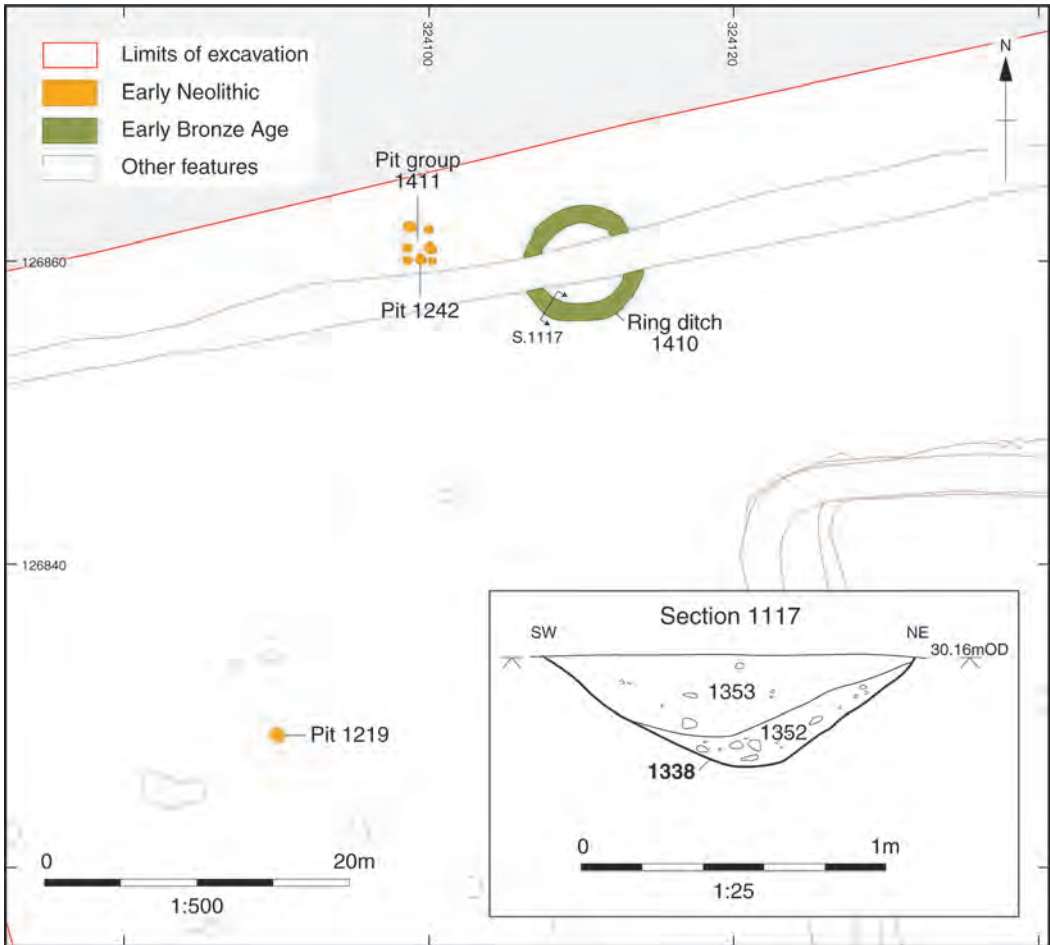 324100
324120
Limits of excavation
Early Neolithic
Early Bronze Age
Other features
N
Pit group
1411
126860
Pit 1242
S.1117
Ring ditch
1410
126840
Pit 1219
0 20m
1:500
Section 1117
SW NE
30.16mOD
1353
1352
1338
0 1m
1:25